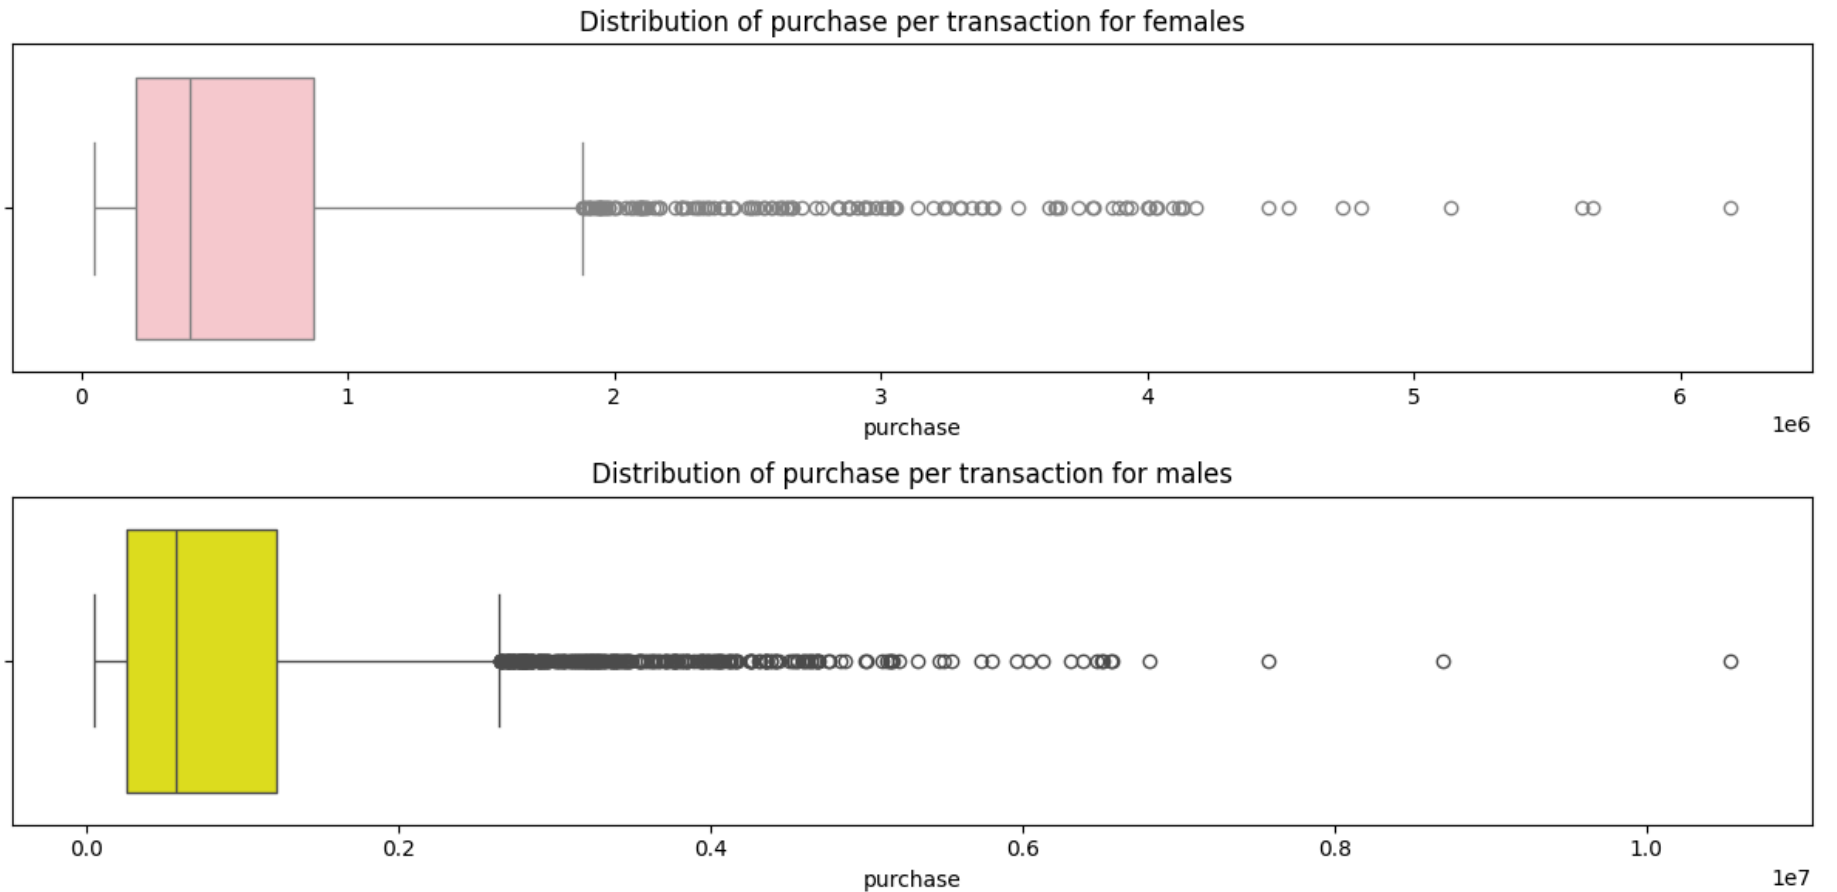 Distribution of purchase per transaction for females
0 1 2 3 4 5 6
purchase
1e6
Distribution of purchase per transaction for males
0.0 0.2 0.4 0.6 0.8 1.0
purchase
1e7